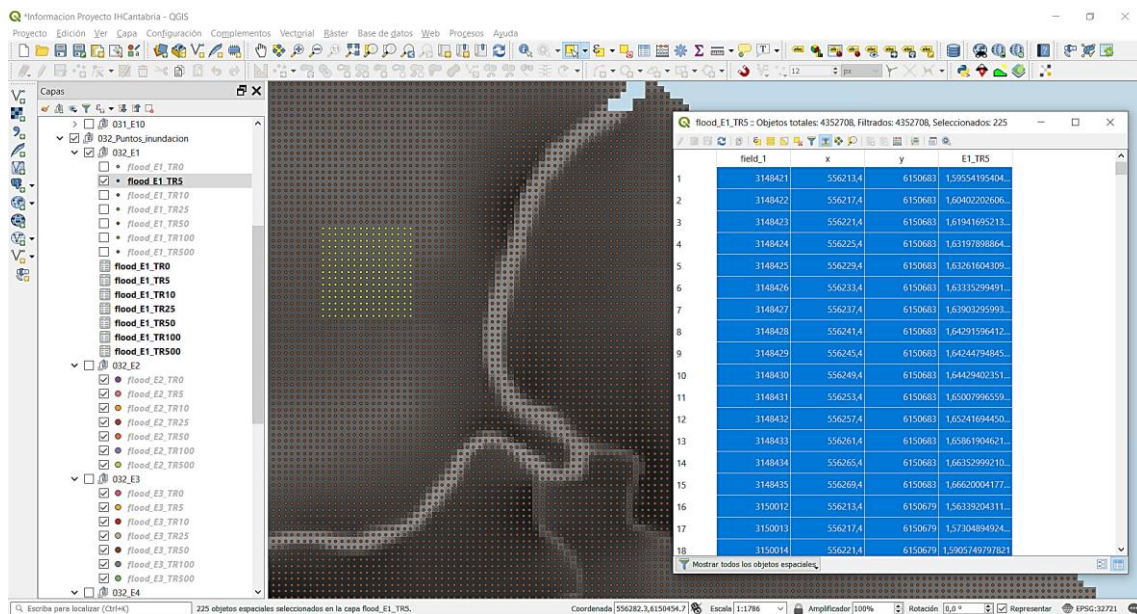 *Informacion Proyecto IHCantabria - QGIS
Proyecto Edición Ver Capa Configuración Complementos Vectorial Ráster Base de datos Web Procesos Ayuda
12 px
Capas
031_E10
032_Puntos_inundacion
032_E1
flood_E1_TR0
flood_E1_TR5
flood_E1_TR10
flood_E1_TR25
flood_E1_TR50
flood_E1_TR100
flood_E1_TR500
flood_E1_TR0
flood_E1_TR5
flood_E1_TR10
flood_E1_TR25
flood_E1_TR50
flood_E1_TR100
flood_E1_TR500
032_E2
flood_E2_TR0
flood_E2_TR5
flood_E2_TR10
flood_E2_TR25
flood_E2_TR50
flood_E2_TR100
flood_E2_TR500
032_E3
flood_E3_TR0
flood_E3_TR5
flood_E3_TR10
flood_E3_TR25
flood_E3_TR50
flood_E3_TR100
flood_E3_TR500
032_E4
flood_E1_TR5 :: Objetos totales: 4352708, Filtrados: 4352708, Seleccionados: 225
field_1 x y E1_TR5
1 3148421 556213,4 6150683 1,59554195404...
2 3148422 556217,4 6150683 1,60402202606...
3 3148423 556221,4 6150683 1,61941695213...
4 3148424 556225,4 6150683 1,63197898864...
5 3148425 556229,4 6150683 1,63261604309...
6 3148426 556233,4 6150683 1,63335299491...
7 3148427 556237,4 6150683 1,63903295993...
8 3148428 556241,4 6150683 1,64291596412...
9 3148429 556245,4 6150683 1,64244794845...
10 3148430 556249,4 6150683 1,64429402351...
11 3148431 556253,4 6150683 1,65007996559...
12 3148432 556257,4 6150683 1,65241694450...
13 3148433 556261,4 6150683 1,65861904621...
14 3148434 556265,4 6150683 1,66352999210...
15 3148435 556269,4 6150683 1,66620004177...
16 3150012 556213,4 6150679 1,56339204311...
17 3150013 556217,4 6150679 1,57304894924...
18 3150014 556221,4 6150679 1,5905749797821
Mostrar todos los objetos espaciales
Escriba para localizar (Ctrl+K) 225 objetos espaciales seleccionados en la capa flood_E1_TR5. Coordenada 556282.3,6150454.7 Escala 1:1786 Amplificador 100% Rotación 0,0 ° Representar EPSG:32721